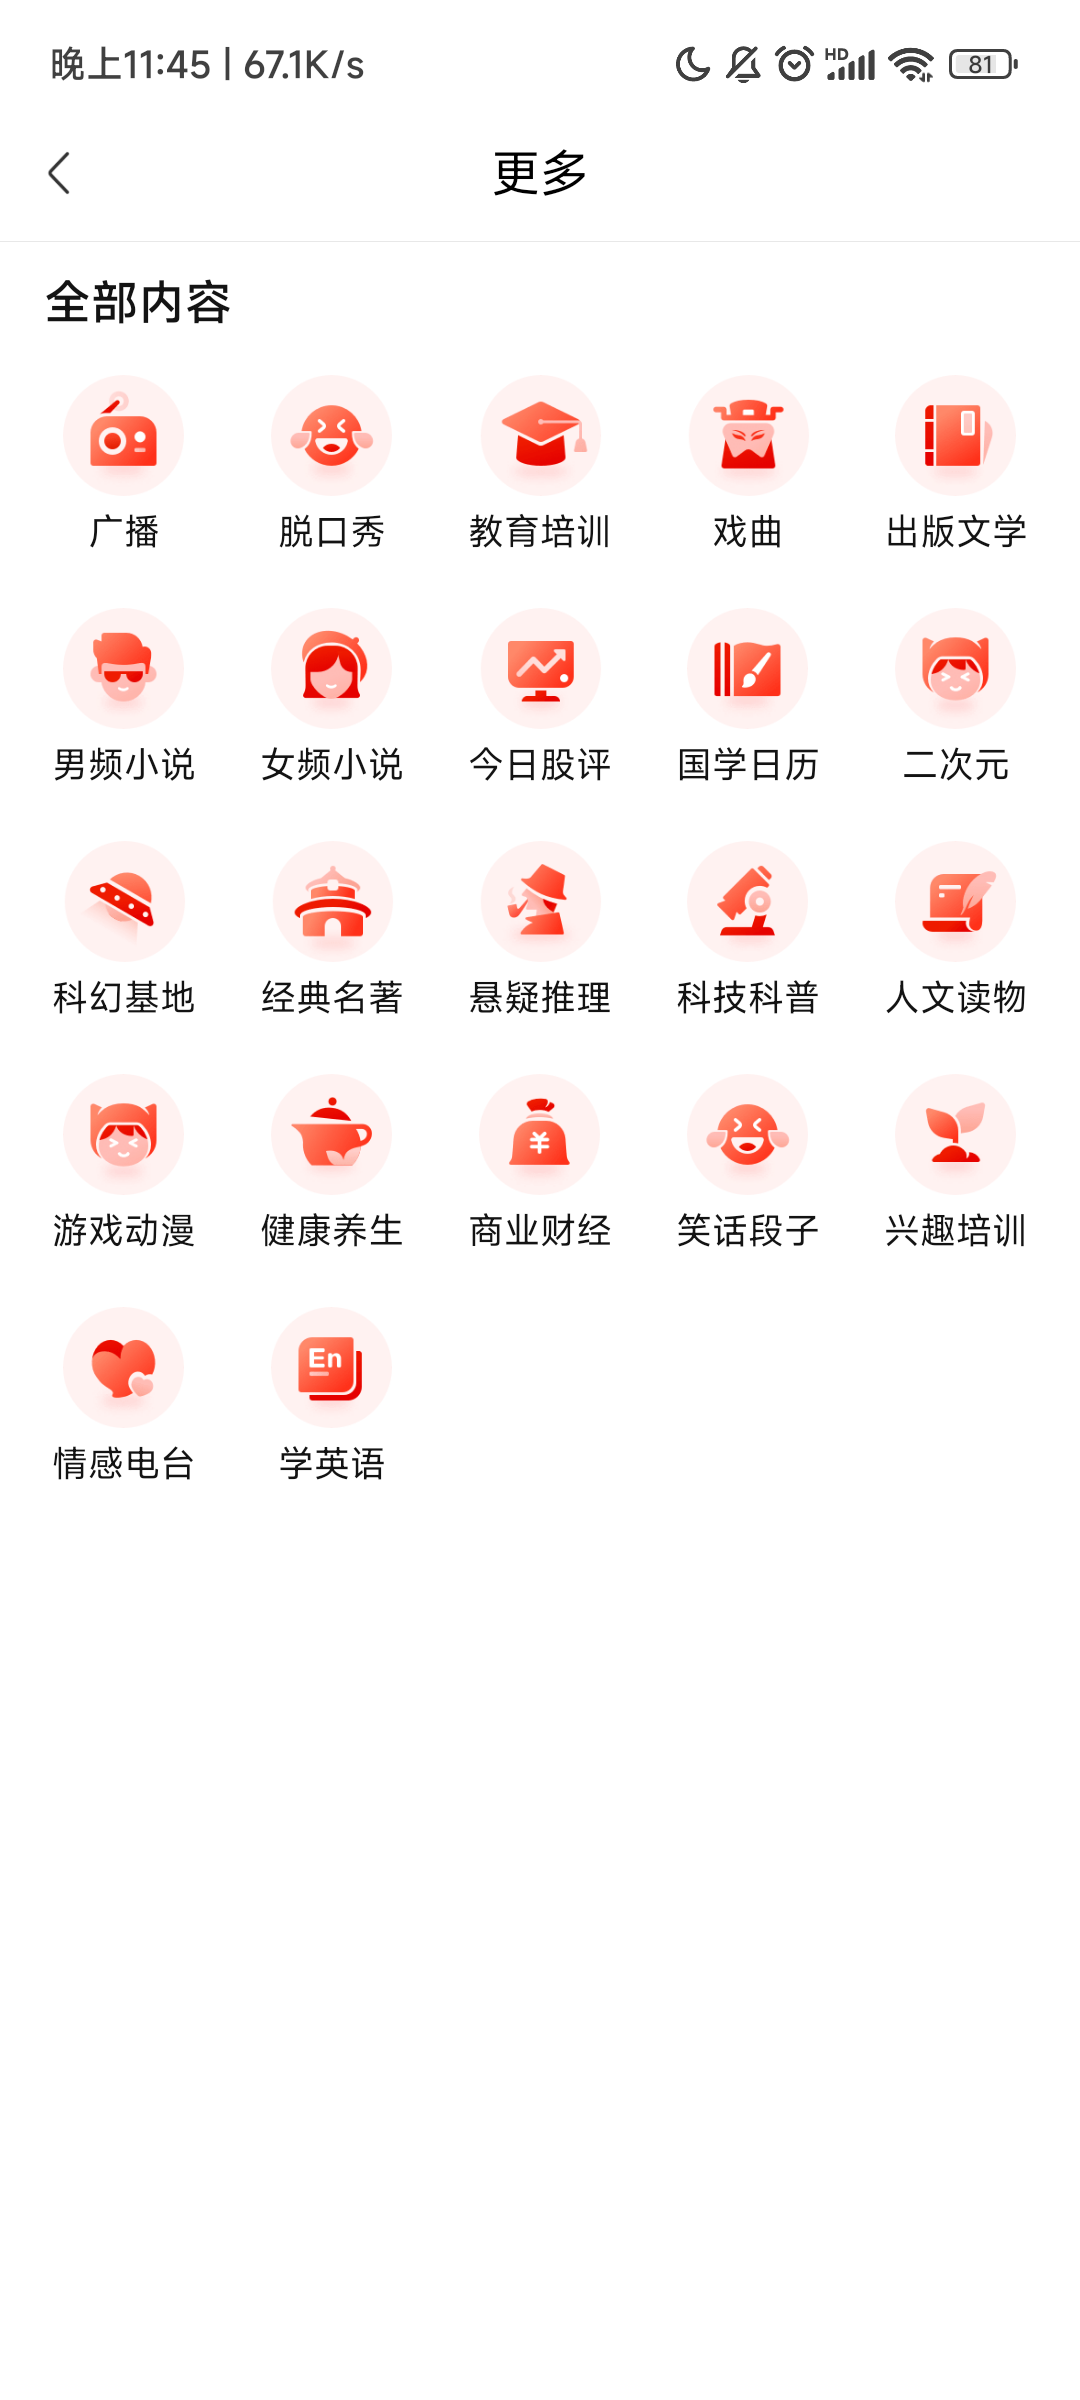 晚上11:45 | 67.1K/s HD 81
更多
全部内容
广播 脱口秀 教育培训 戏曲 出版文学
男频小说 女频小说 今日股评 国学日历 二次元
科幻基地 经典名著 悬疑推理 科技科普 人文读物
¥
游戏动漫 健康养生 商业财经 笑话段子 兴趣培训
En
情感电台 学英语